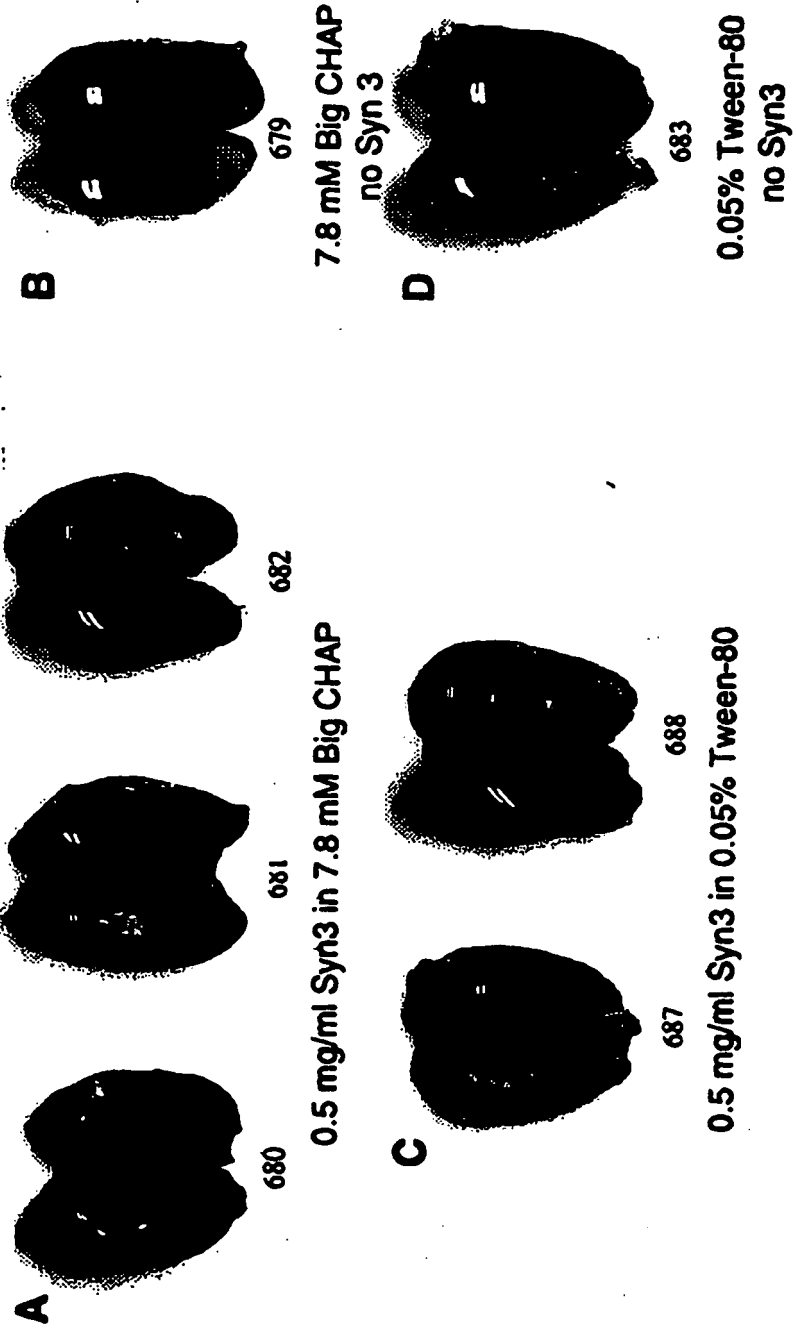 A
680
681
682
0.5 mg/ml Syn3 in 7.8 mM Big CHAP
B
679
7.8 mM Big CHAP
no Syn 3
C
687
688
0.5 mg/ml Syn3 in 0.05% Tween-80
D
683
0.05% Tween-80
no Syn3